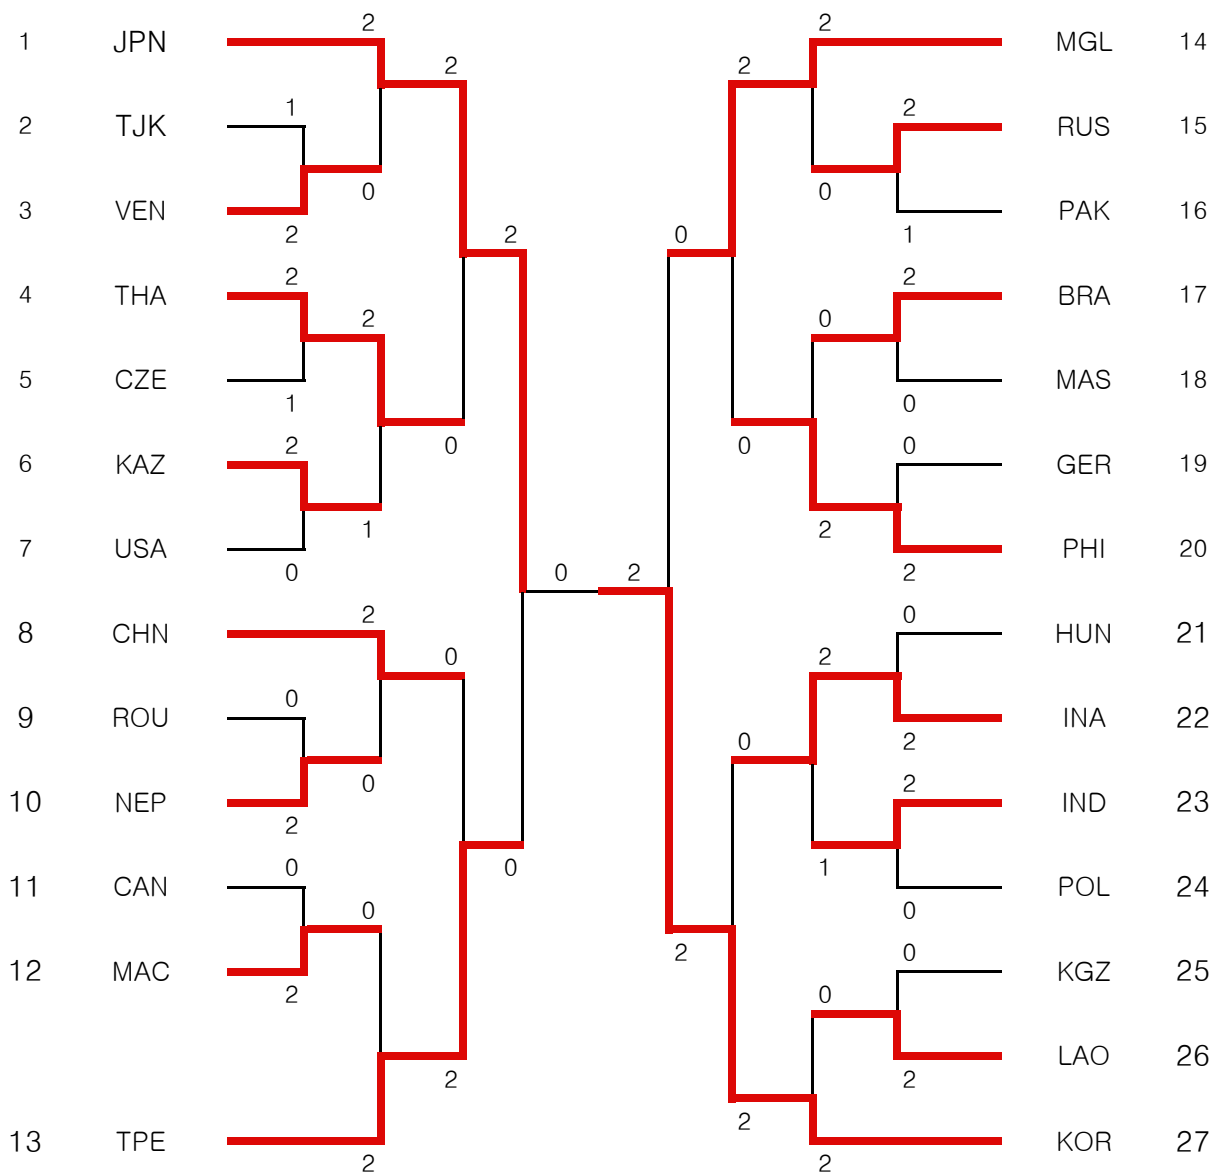 2 2
1 JPN MGL 14
2 2
1 2
2 TJK RUS 15
0 0
3 VEN PAK 16
2 2 0 1
2 2
4 THA BRA 17
2 0
5 CZE MAS 18
1 0
2 0 0 0
6 KAZ GER 19
1 2
7 USA PHI 20
0 0 2 2
2 0
8 CHN HUN 21
0 2
0
9 ROU INA 22
0 2
0 2
10 NEP IND 23
2
0 0 1
11 CAN POL 24
0 0
2 0
12 MAC KGZ 25
2 0
LAO 26
2 2
2
13 TPE KOR 27
2 2